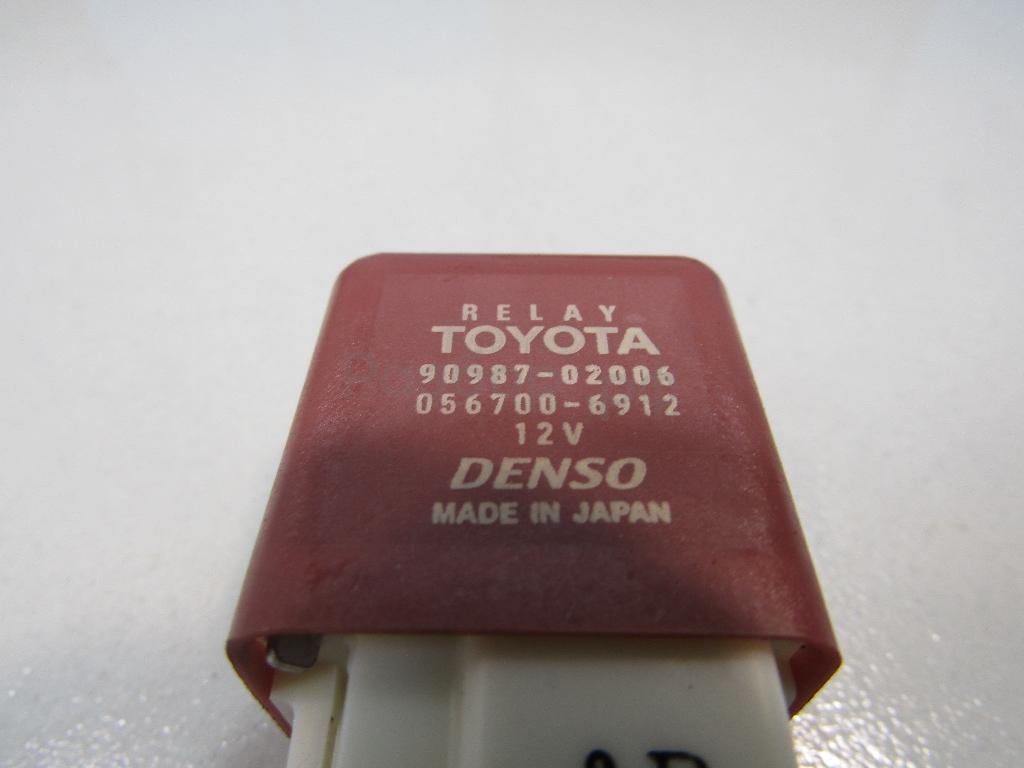 RELAY
TOYOTA
90987-02006
056700-6912
12V
DENSO
MADE IN JAPAN